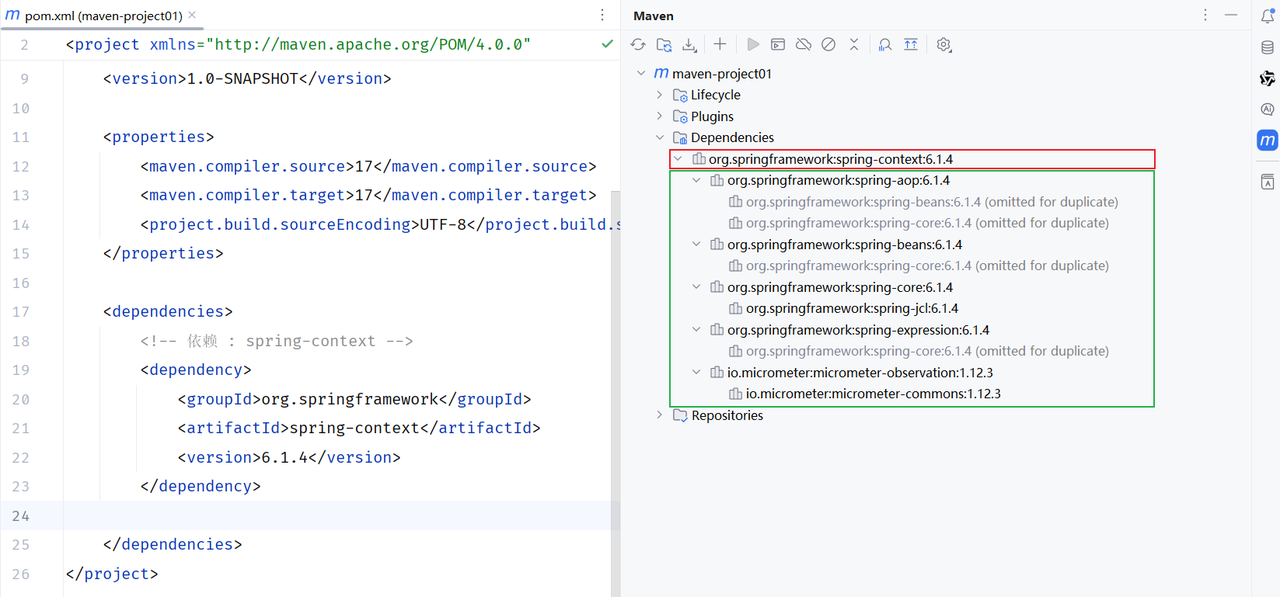 m pom.xml (maven-project01)
2 <project xmlns="http://maven.apache.org/POM/4.0.0"
9 <version>1.0-SNAPSHOT</version>
10
11 <properties>
12 <maven.compiler.source>17</maven.compiler.source>
13 <maven.compiler.target>17</maven.compiler.target>
14 <project.build.sourceEncoding>UTF-8</project.build.s
15 </properties>
16
17 <dependencies>
18 <!-- 依赖 : spring-context -->
19 <dependency>
20 <groupId>org.springframework</groupId>
21 <artifactId>spring-context</artifactId>
22 <version>6.1.4</version>
23 </dependency>
24
25 </dependencies>
26 </project>
Maven
m maven-project01
Lifecycle
Plugins
Dependencies
org.springframework:spring-context:6.1.4
org.springframework:spring-aop:6.1.4
org.springframework:spring-beans:6.1.4 (omitted for duplicate)
org.springframework:spring-core:6.1.4 (omitted for duplicate)
org.springframework:spring-beans:6.1.4
org.springframework:spring-core:6.1.4 (omitted for duplicate)
org.springframework:spring-core:6.1.4
org.springframework:spring-jcl:6.1.4
org.springframework:spring-expression:6.1.4
org.springframework:spring-core:6.1.4 (omitted for duplicate)
io.micrometer:micrometer-observation:1.12.3
io.micrometer:micrometer-commons:1.12.3
Repositories
AI
m
A